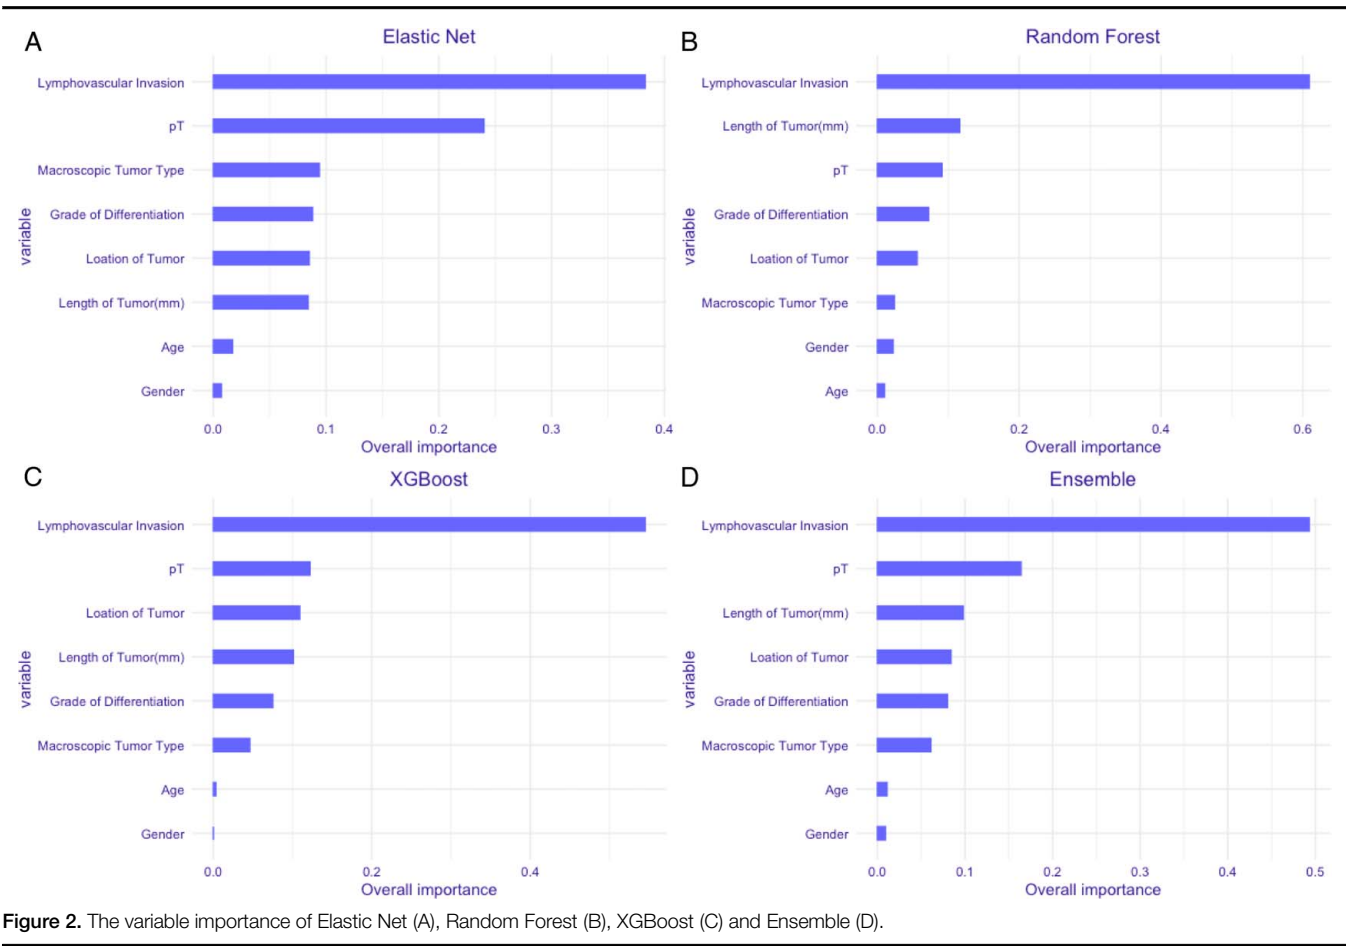 A
Elastic Net
Lymphovascular Invasion
pT
Macroscopic Tumor Type
Grade of Differentiation
Loation of Tumor
Length of Tumor(mm)
Age
Gender
variable
0.0 0.1 0.2 0.3 0.4
Overall importance
B
Random Forest
Lymphovascular Invasion
Length of Tumor(mm)
pT
Grade of Differentiation
Loation of Tumor
Macroscopic Tumor Type
Gender
Age
variable
0.0 0.2 0.4 0.6
Overall importance
C
XGBoost
Lymphovascular Invasion
pT
Loation of Tumor
Length of Tumor(mm)
Grade of Differentiation
Macroscopic Tumor Type
Age
Gender
variable
0.0 0.2 0.4
Overall importance
D
Ensemble
Lymphovascular Invasion
pT
Length of Tumor(mm)
Loation of Tumor
Grade of Differentiation
Macroscopic Tumor Type
Age
Gender
variable
0.0 0.1 0.2 0.3 0.4 0.5
Overall importance
Figure 2. The variable importance of Elastic Net (A), Random Forest (B), XGBoost (C) and Ensemble (D).